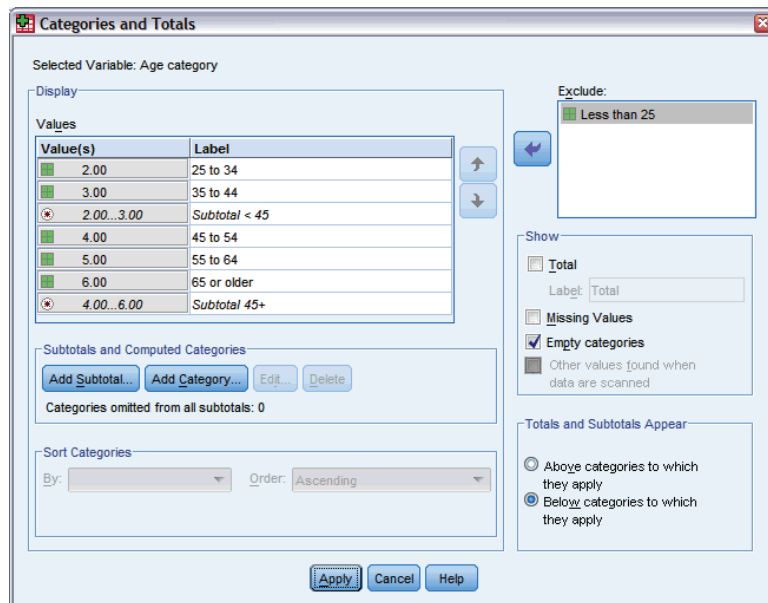 Categories and Totals
Selected Variable: Age category
Display
Values
Value(s) Label
2.00 25 to 34
3.00 35 to 44
2.00...3.00 Subtotal < 45
4.00 45 to 54
5.00 55 to 64
6.00 65 or older
4.00...6.00 Subtotal 45+
Subtotals and Computed Categories
Add Subtotal... Add Category... Edit... Delete
Categories omitted from all subtotals: 0
Sort Categories
By: Order: Ascending
Exclude:
Less than 25
Show
Total
Label: Total
Missing Values
Empty categories
Other values found when
data are scanned
Totals and Subtotals Appear
Above categories to which
they apply
Below categories to which
they apply
Apply Cancel Help